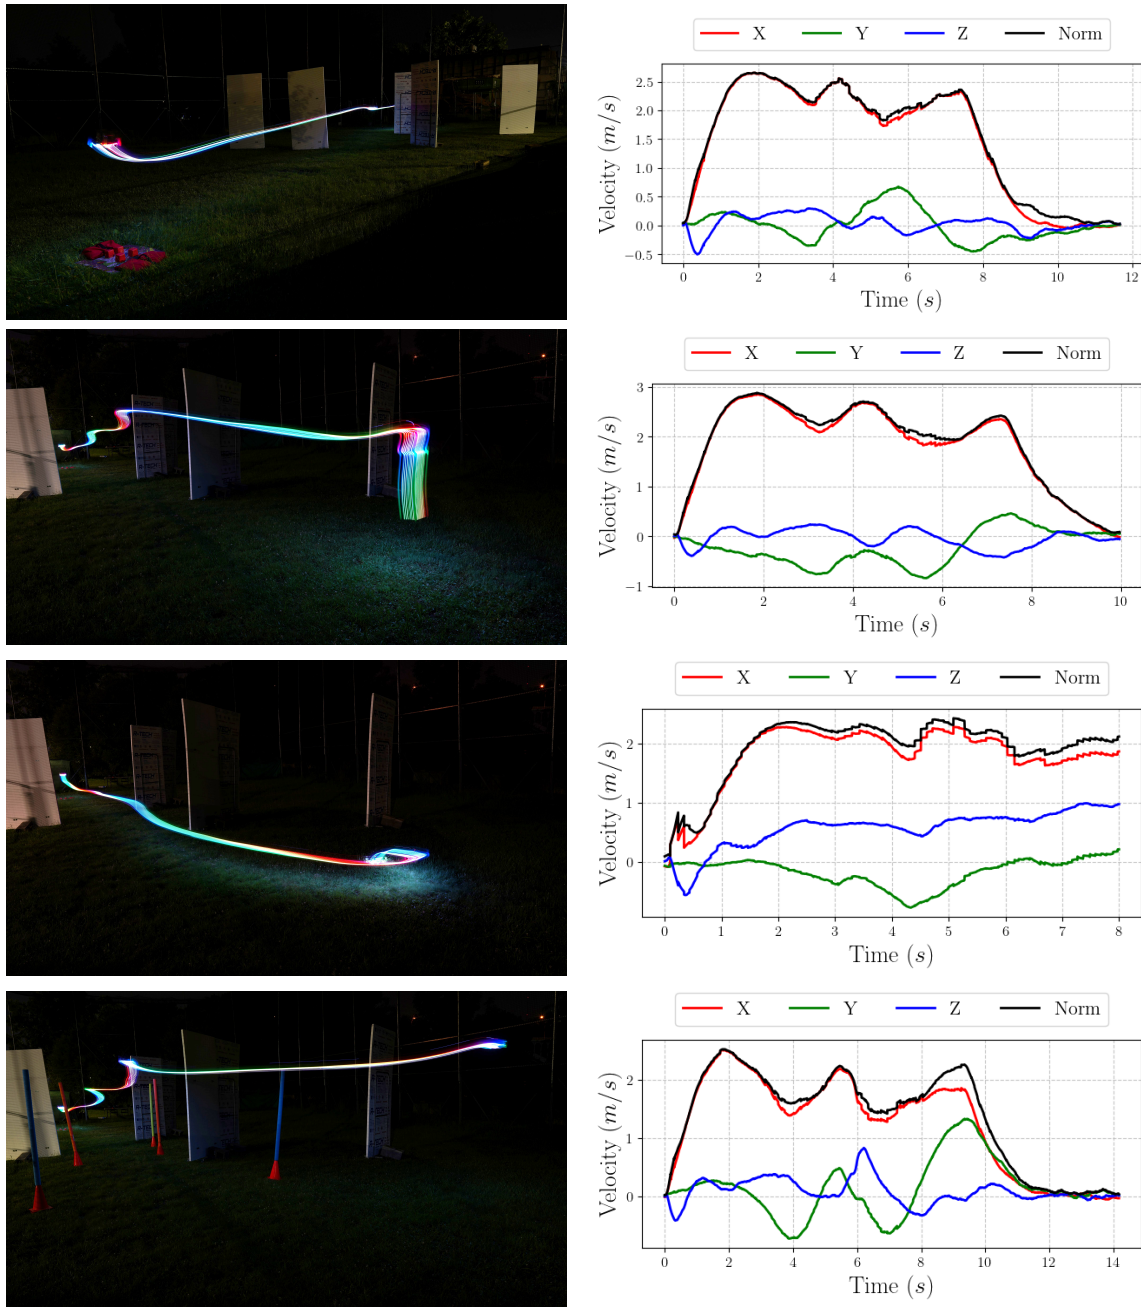 X Y Z Norm
2.5
2.0
1.5
1.0
0.5
0.0
−0.5
Velocity (m/s)
0 2 4 6 8 10 12
Time (s)
X Y Z Norm
3
2
1
0
−1
Velocity (m/s)
0 2 4 6 8 10
Time (s)
X Y Z Norm
2
1
0
Velocity (m/s)
0 1 2 3 4 5 6 7 8
Time (s)
X Y Z Norm
2
1
0
Velocity (m/s)
0 2 4 6 8 10 12 14
Time (s)